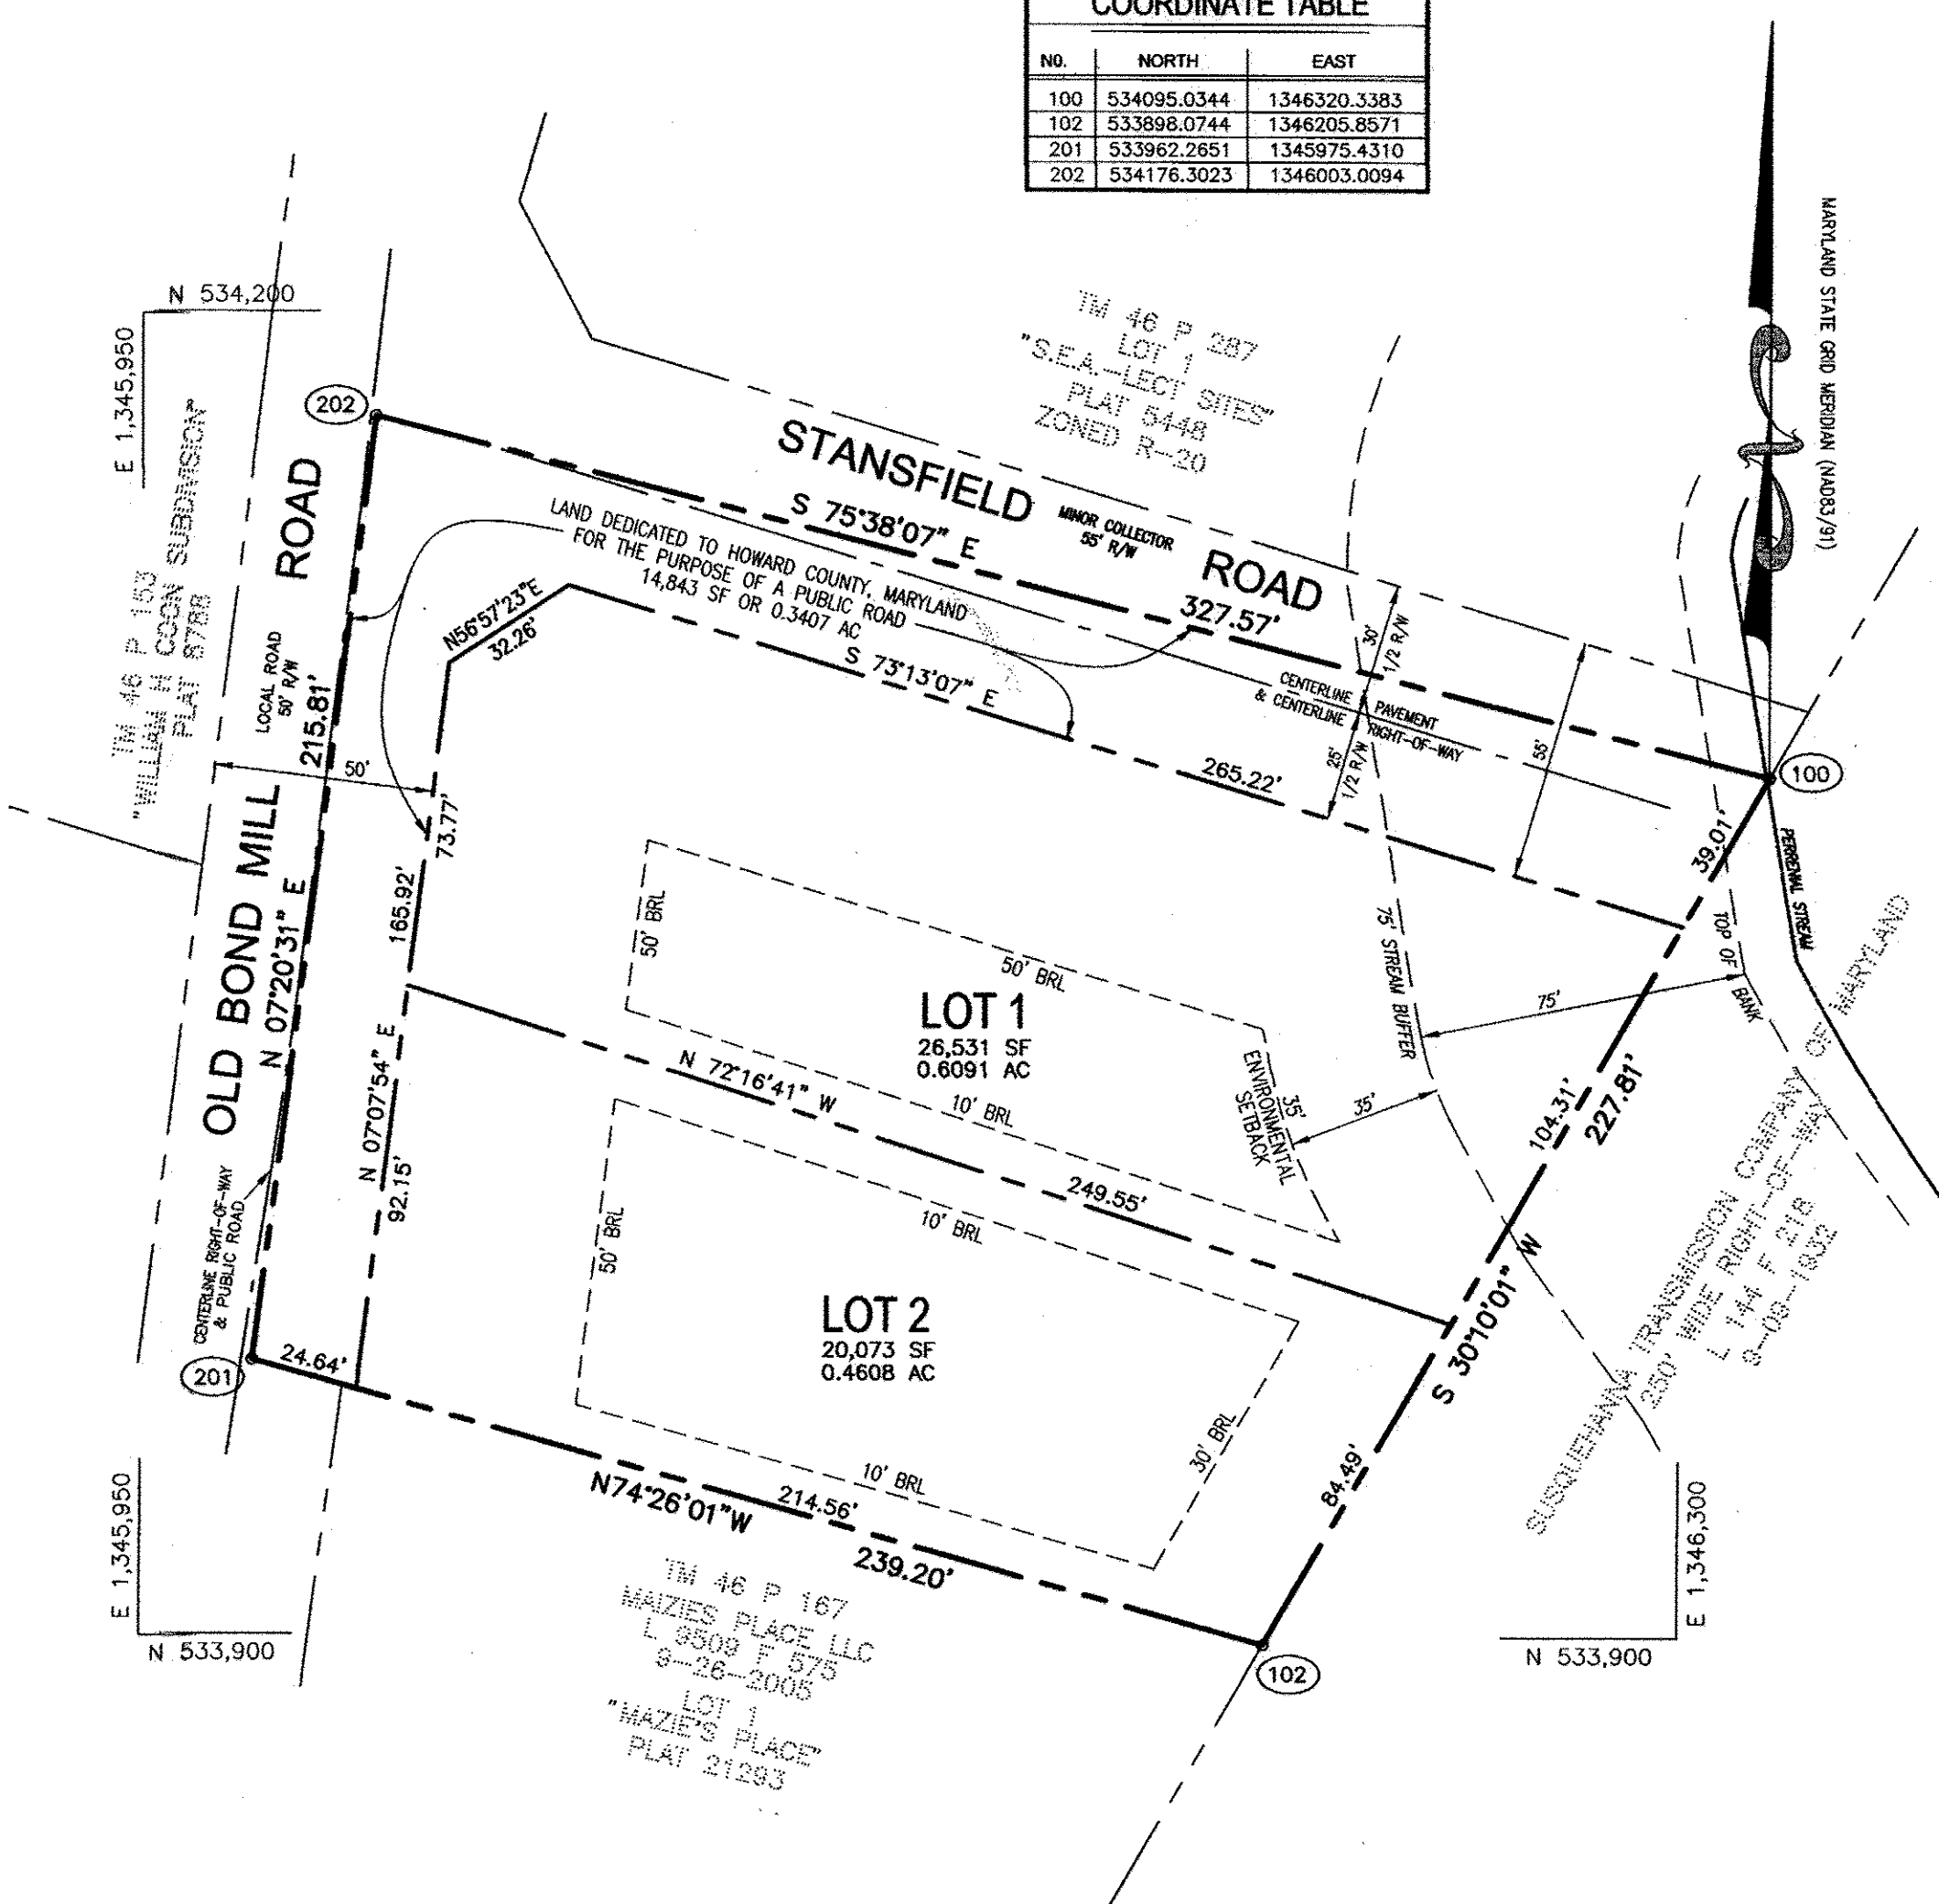 COORDINATE TABLE
NO. NORTH EAST
100 534095.0344 1346320.3383
102 533898.0744 1346205.8571
201 533962.2651 1345975.4310
202 534176.3023 1346003.0094
MARYLAND STATE GRID MERIDIAN (NAD83/91)
N 534,200
E 1,345,950
TM 46 P 153
"WILLIAM H COON SUBDIVISION"
PLAT 8788
202
TM 46 P 287
LOT 1
"S.E.A.-LECT SITES"
PLAT 5448
ZONED R-20
STANSFIELD ROAD
MINOR COLLECTOR
55' R/W
S 75°38'07" E
327.57'
LAND DEDICATED TO HOWARD COUNTY, MARYLAND
FOR THE PURPOSE OF A PUBLIC ROAD
14,843 SF OR 0.3407 AC
N56°57'23"E
32.26'
S 73°13'07" E
265.22'
30'
1/2 R/W
CENTERLINE PAVEMENT
& CENTERLINE RIGHT-OF-WAY
25'
1/2 R/W
55'
100
39.01'
PERRENIAL STREAM
TOP OF BANK
OLD BOND MILL ROAD
LOCAL ROAD
50' R/W
215.81'
N 07°20'31" E
50'
73.77'
165.92'
N 07°07'54" E
92.15'
CENTERLINE RIGHT-OF-WAY
& PUBLIC ROAD
50' BRL
50' BRL
LOT 1
26,531 SF
0.6091 AC
10' BRL
35'
ENVIRONMENTAL
SETBACK
35'
75' STREAM BUFFER
75'
N 72°16'41" W
249.55'
10' BRL
50' BRL
LOT 2
20,073 SF
0.4608 AC
30' BRL
10' BRL
104.31'
227.81'
S 30°10'01" W
84.49'
SUSQUEHANNA TRANSMISSION COMPANY OF MARYLAND
250' WIDE RIGHT-OF-WAY
L 144 F 218
9-09-1932
201
24.64'
N74°26'01"W
214.56'
239.20'
102
TM 46 P 167
MAIZIES PLACE LLC
L 9509 F 575
9-26-2005
LOT 1
"MAZIE'S PLACE"
PLAT 21293
E 1,345,950
N 533,900
E 1,346,300
N 533,900